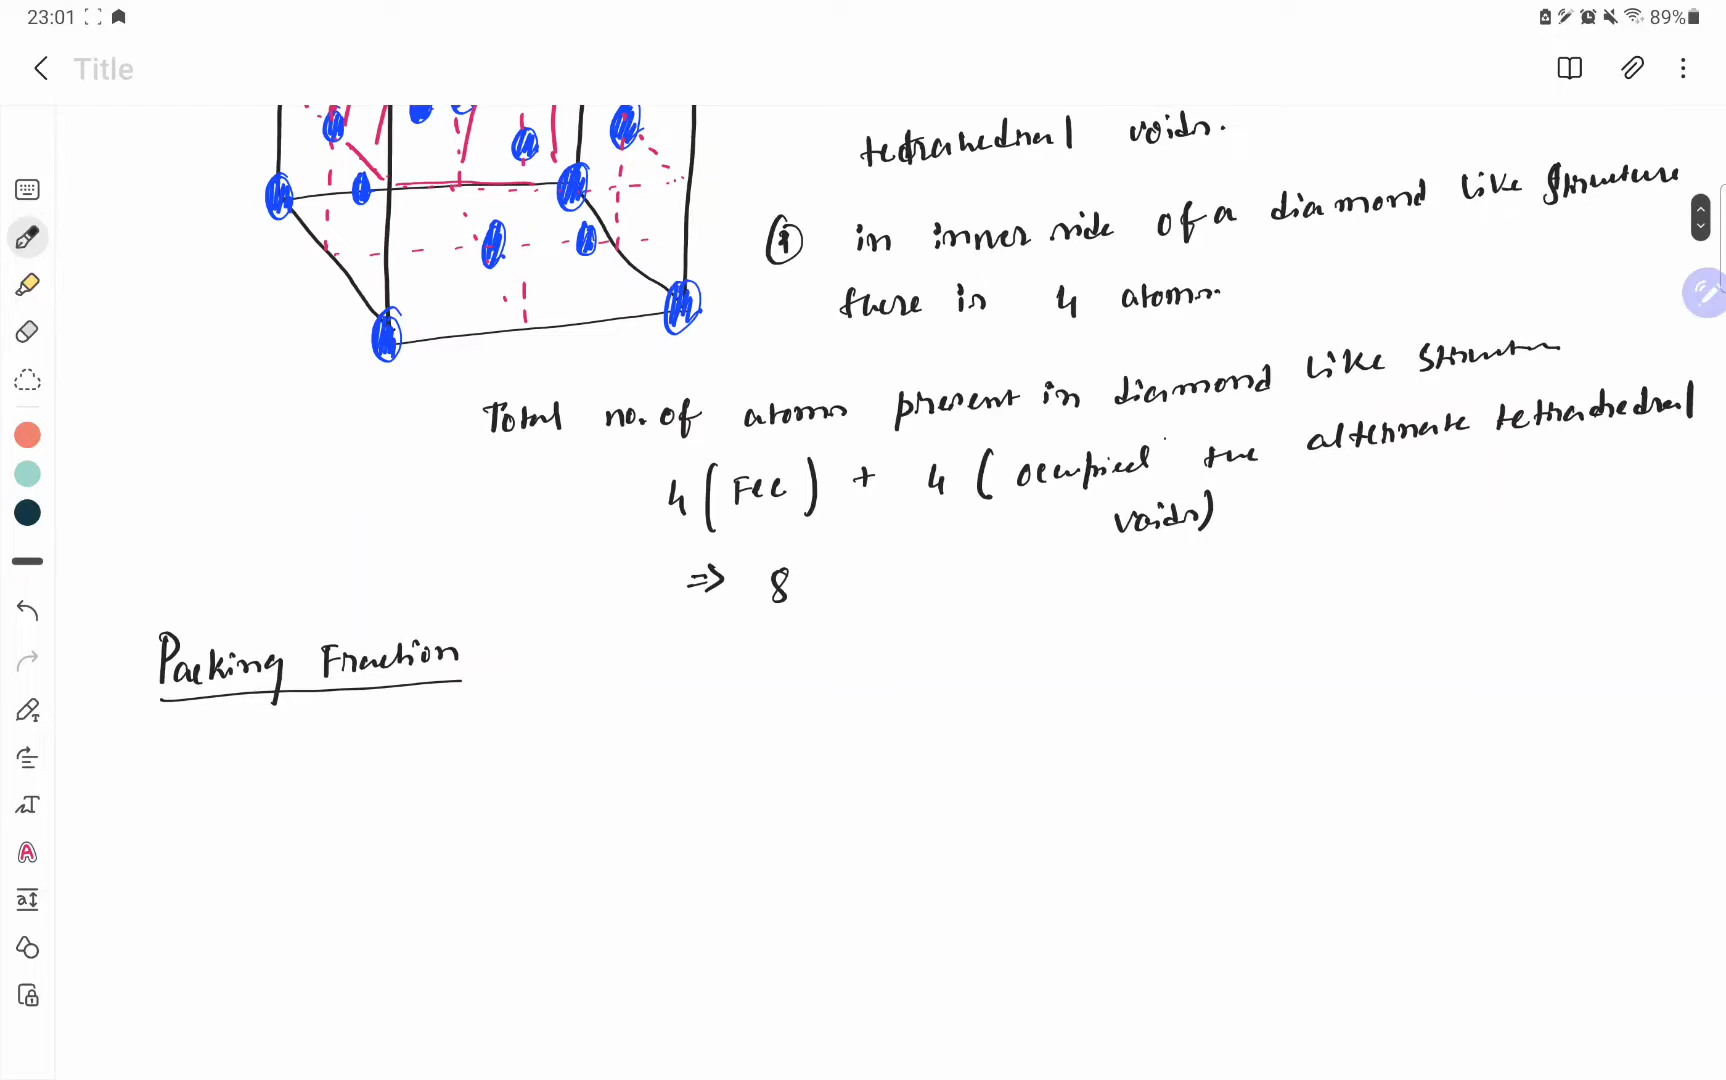 23:01
89%
Title
tetrahedral voids.
in inner side of a diamond like structure
there is 4 atoms.
Total no. of atoms present in diamond like structure
4 (FCC) + 4 (occupied the alternate tetrahedral
voids)
=> 8
Packing Fraction